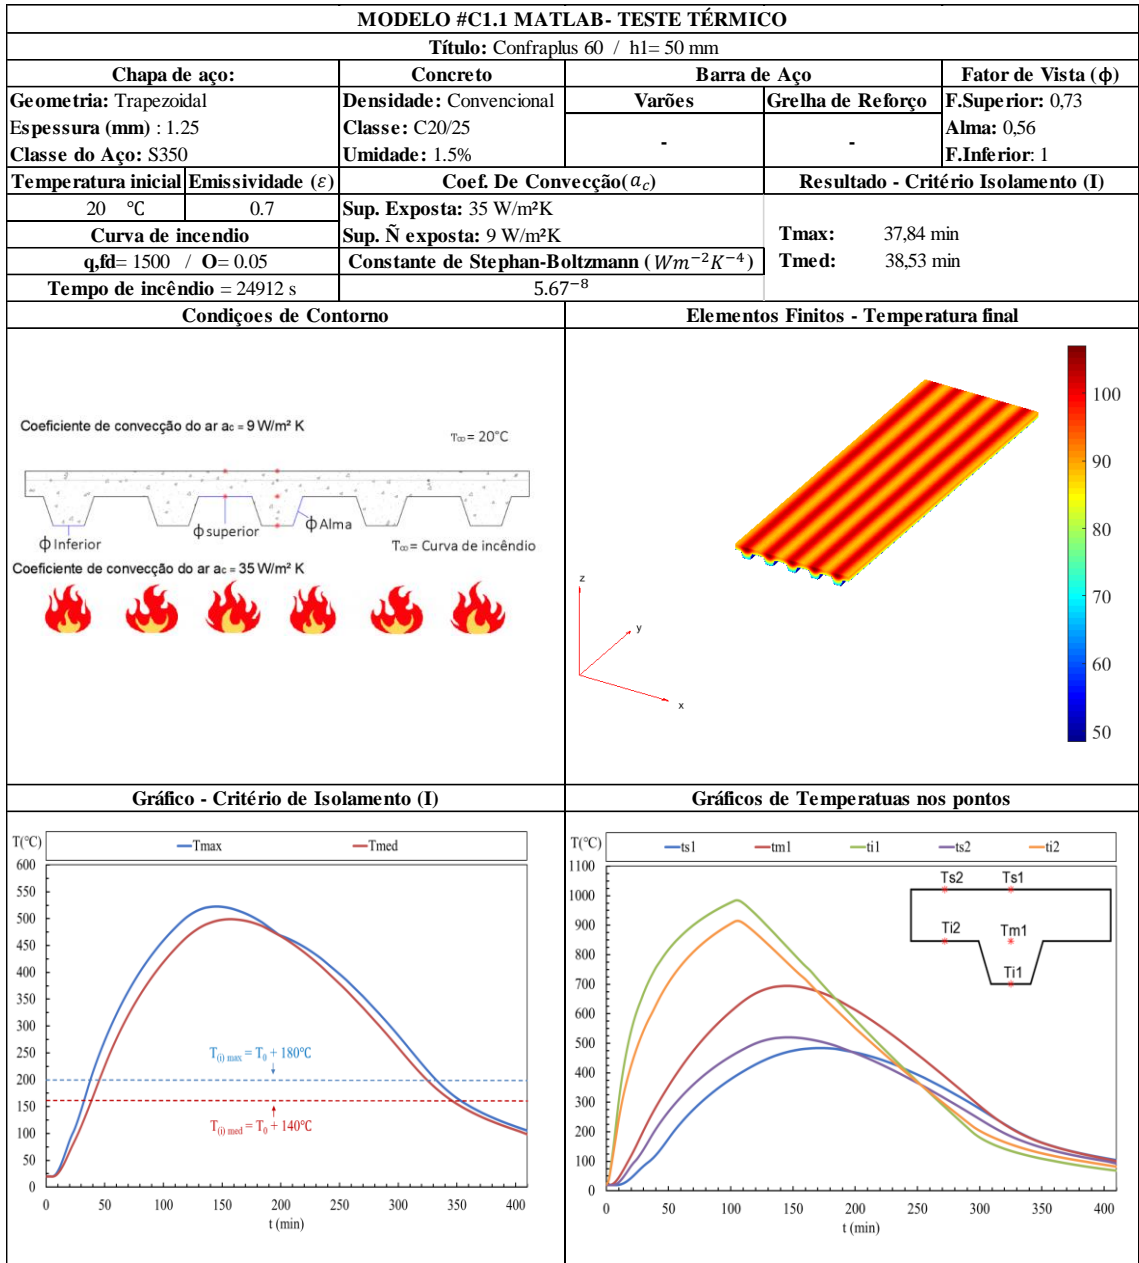 MODELO #C1.1 MATLAB- TESTE TÉRMICO
Título: Confraplus 60 / h1= 50 mm
Chapa de aço:
Concreto
Barra de Aço
Fator de Vista (ϕ)
Geometria: Trapezoidal
Espessura (mm) : 1.25
Classe do Aço: S350
Densidade: Convencional
Classe: C20/25
Umidade: 1.5%
Varões
Grelha de Reforço
-
-
F.Superior: 0,73
Alma: 0,56
F.Inferior: 1
Temperatura inicial
Emissividade (ε)
Coef. De Convecção(a_c)
Resultado - Critério Isolamento (I)
20 °C
0.7
Sup. Exposta: 35 W/m²K
Sup. Ñ exposta: 9 W/m²K
Curva de incendio
q,fd= 1500 / O= 0.05
Constante de Stephan-Boltzmann (Wm⁻²K⁻⁴)
Tempo de incêndio = 24912 s
5.67⁻⁸
Tmax: 37,84 min
Tmed: 38,53 min
Condiçoes de Contorno
Elementos Finitos - Temperatura final
Coeficiente de convecção do ar ac = 9 W/m² K
T∞ = 20°C
ϕ Inferior
ϕ superior
ϕ Alma
T∞ = Curva de incêndio
Coeficiente de convecção do ar ac = 35 W/m² K
z
y
x
100
90
80
70
60
50
Gráfico - Critério de Isolamento (I)
Gráficos de Temperatuas nos pontos
T(°C)
Tmax
Tmed
600
550
500
450
400
350
300
250
200
150
100
50
0
T(i) max = T0 + 180°C
T(i) med = T0 + 140°C
0 50 100 150 200 250 300 350 400
t (min)
T(°C)
ts1
tm1
ti1
ts2
ti2
1100
1000
900
800
700
600
500
400
300
200
100
0
Ts2
Ts1
Ti2
Tm1
Ti1
0 50 100 150 200 250 300 350 400
t (min)